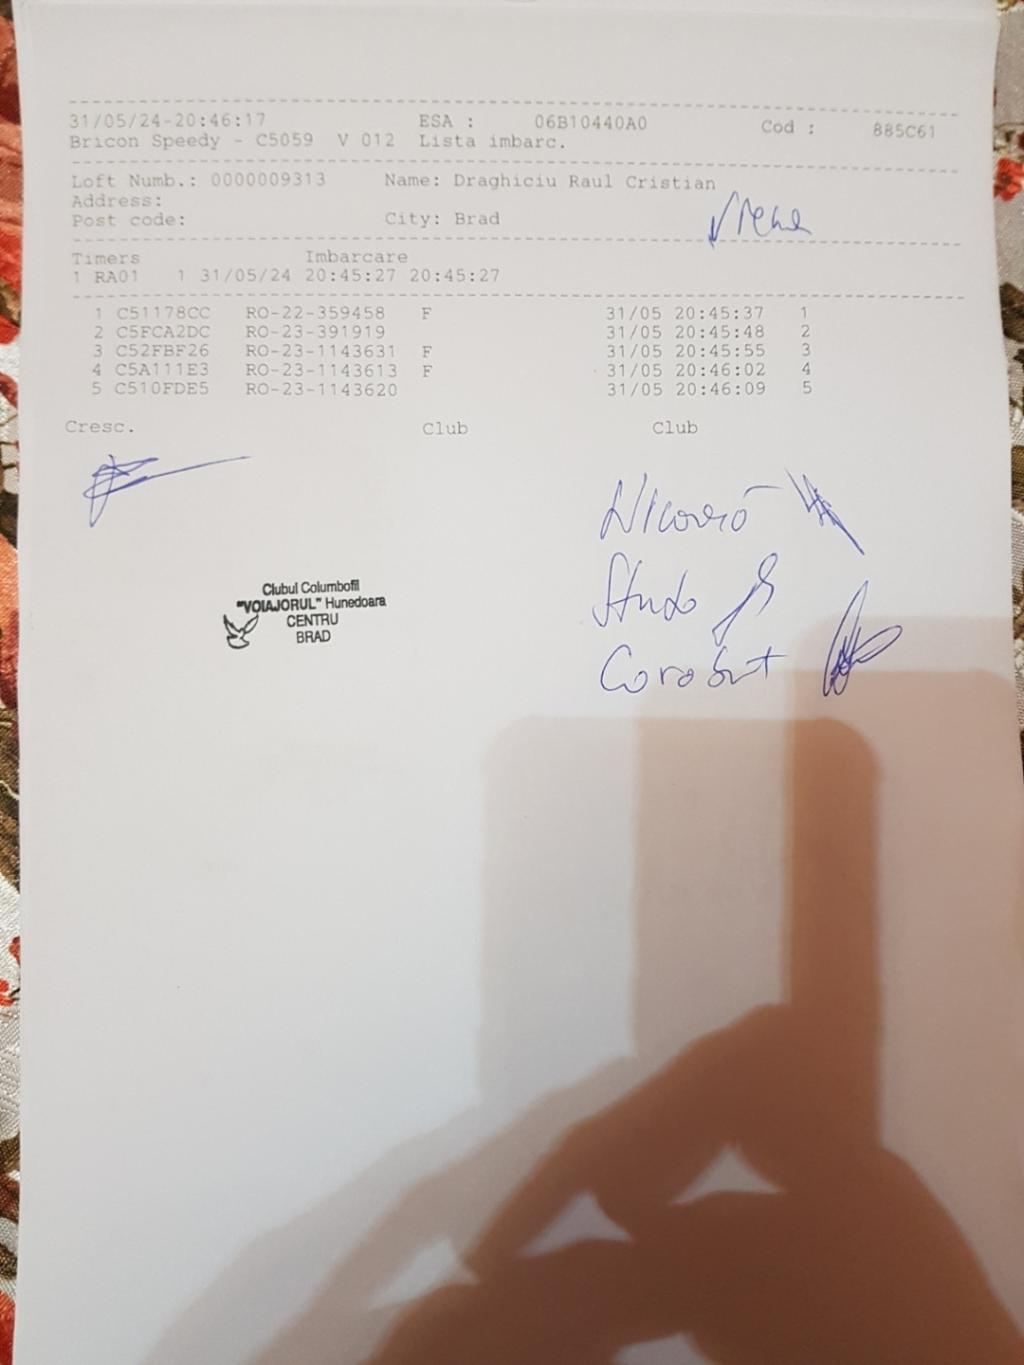 31/05/24-20:46:17 ESA : 06B10440A0 Cod : 885C61
Bricon Speedy - C5059 V 012 Lista imbarc.
Loft Numb.: 0000009313 Name: Draghiciu Raul Cristian
Address:
Post code: City: Brad
Timers Imbarcare
1 RA01 1 31/05/24 20:45:27 20:45:27
1 C51178CC RO-22-359458 F 31/05 20:45:37 1
2 C5FCA2DC RO-23-391919 31/05 20:45:48 2
3 C52FBF26 RO-23-1143631 F 31/05 20:45:55 3
4 C5A111E3 RO-23-1143613 F 31/05 20:46:02 4
5 C510FDE5 RO-23-1143620 31/05 20:46:09 5
Cresc. Club Club
Clubul Columbofil
"VOIAJORUL" Hunedoara
CENTRU
BRAD